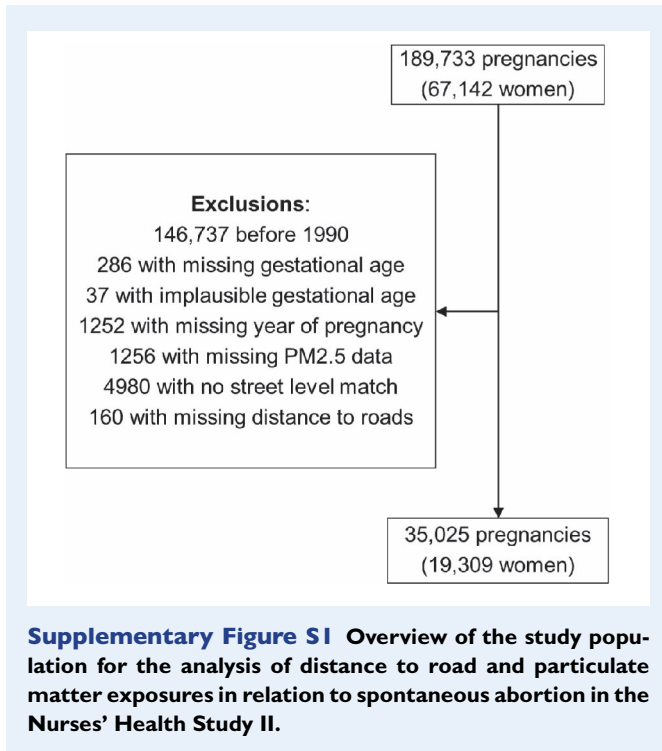 189,733 pregnancies
(67,142 women)
Exclusions:
146,737 before 1990
286 with missing gestational age
37 with implausible gestational age
1252 with missing year of pregnancy
1256 with missing PM2.5 data
4980 with no street level match
160 with missing distance to roads
35,025 pregnancies
(19,309 women)
Supplementary Figure S1 Overview of the study popu-
lation for the analysis of distance to road and particulate
matter exposures in relation to spontaneous abortion in the
Nurses’ Health Study II.